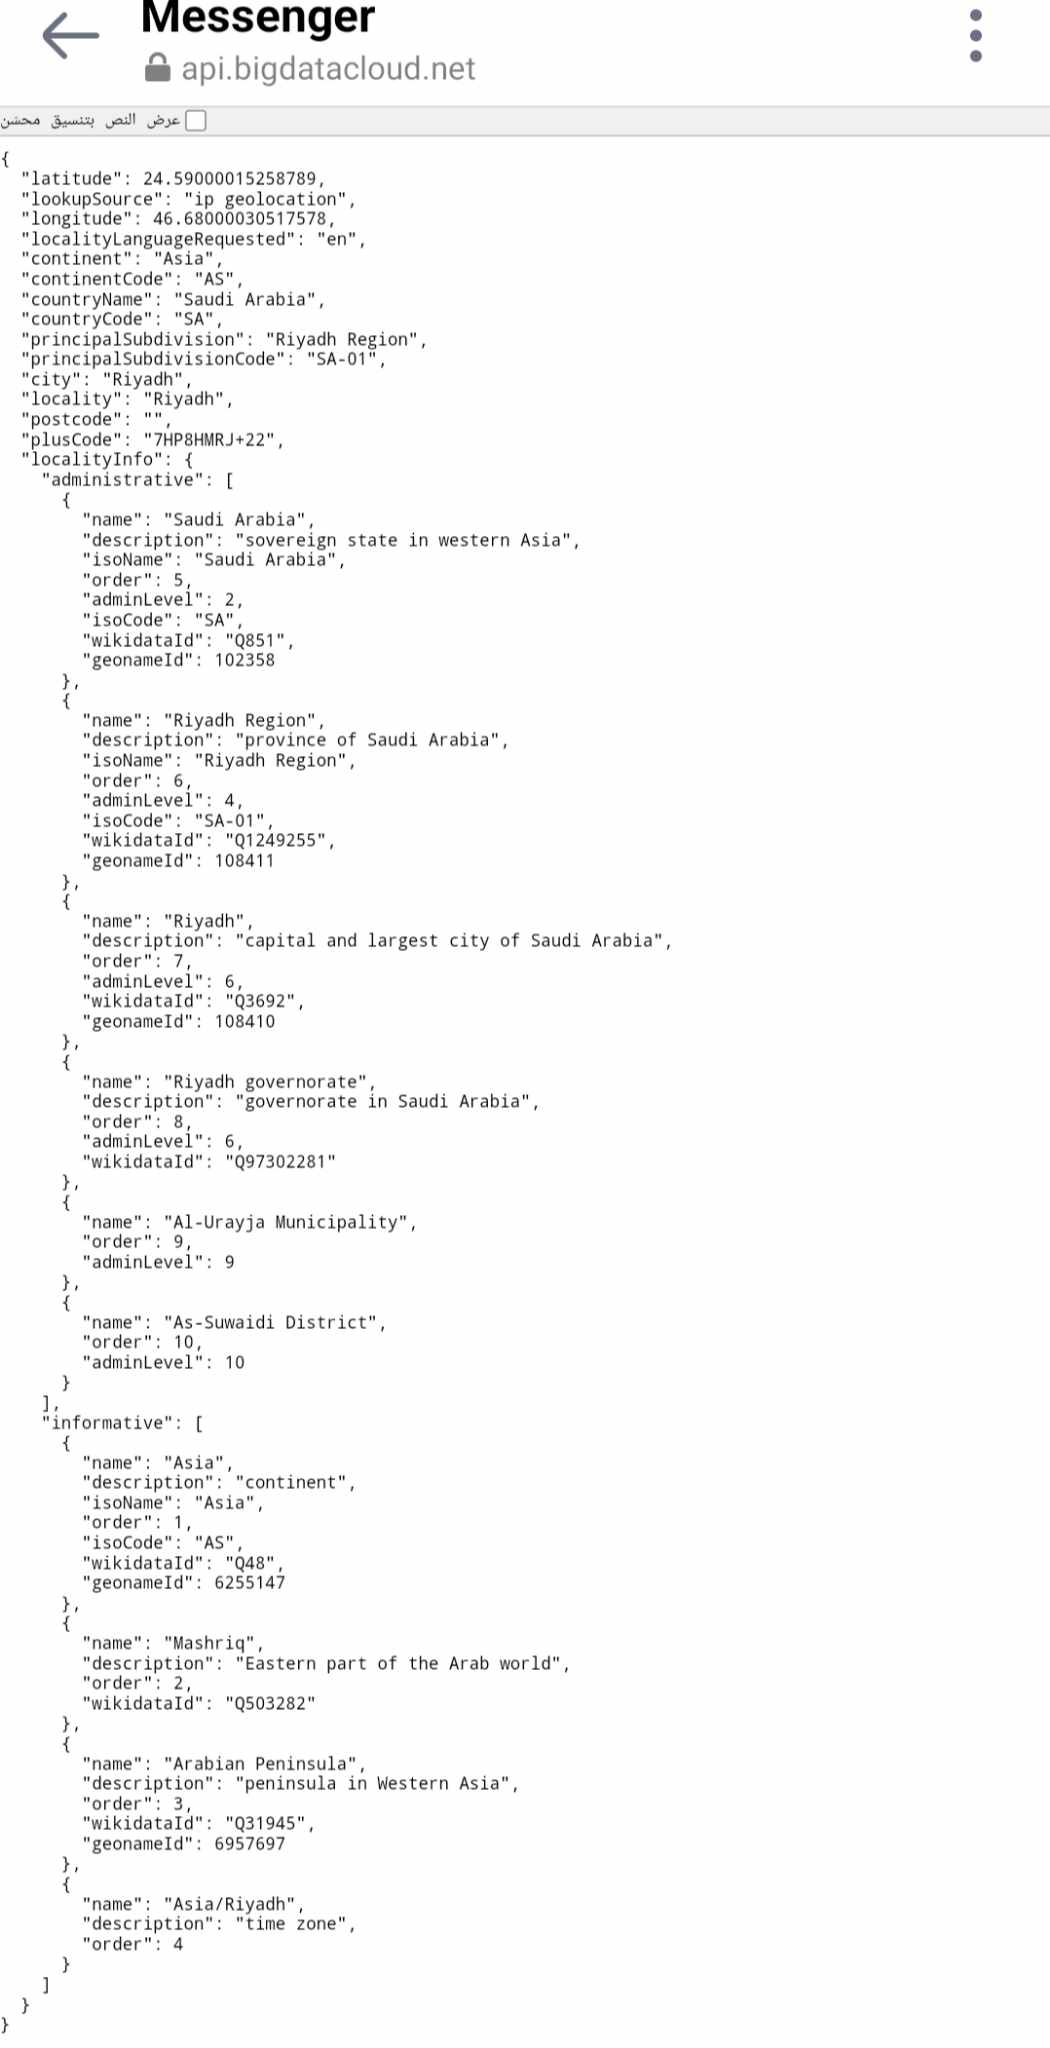 Messenger
api.bigdatacloud.net
عرض النص بتنسيق محسّن
{
  "latitude": 24.59000015258789,
  "lookupSource": "ip geolocation",
  "longitude": 46.68000030517578,
  "localityLanguageRequested": "en",
  "continent": "Asia",
  "continentCode": "AS",
  "countryName": "Saudi Arabia",
  "countryCode": "SA",
  "principalSubdivision": "Riyadh Region",
  "principalSubdivisionCode": "SA-01",
  "city": "Riyadh",
  "locality": "Riyadh",
  "postcode": "",
  "plusCode": "7HP8HMRJ+22",
  "localityInfo": {
    "administrative": [
      {
        "name": "Saudi Arabia",
        "description": "sovereign state in western Asia",
        "isoName": "Saudi Arabia",
        "order": 5,
        "adminLevel": 2,
        "isoCode": "SA",
        "wikidataId": "Q851",
        "geonameId": 102358
      },
      {
        "name": "Riyadh Region",
        "description": "province of Saudi Arabia",
        "isoName": "Riyadh Region",
        "order": 6,
        "adminLevel": 4,
        "isoCode": "SA-01",
        "wikidataId": "Q1249255",
        "geonameId": 108411
      },
      {
        "name": "Riyadh",
        "description": "capital and largest city of Saudi Arabia",
        "order": 7,
        "adminLevel": 6,
        "wikidataId": "Q3692",
        "geonameId": 108410
      },
      {
        "name": "Riyadh governorate",
        "description": "governorate in Saudi Arabia",
        "order": 8,
        "adminLevel": 6,
        "wikidataId": "Q97302281"
      },
      {
        "name": "Al-Urayja Municipality",
        "order": 9,
        "adminLevel": 9
      },
      {
        "name": "As-Suwaidi District",
        "order": 10,
        "adminLevel": 10
      }
    ],
    "informative": [
      {
        "name": "Asia",
        "description": "continent",
        "isoName": "Asia",
        "order": 1,
        "isoCode": "AS",
        "wikidataId": "Q48",
        "geonameId": 6255147
      },
      {
        "name": "Mashriq",
        "description": "Eastern part of the Arab world",
        "order": 2,
        "wikidataId": "Q503282"
      },
      {
        "name": "Arabian Peninsula",
        "description": "peninsula in Western Asia",
        "order": 3,
        "wikidataId": "Q31945",
        "geonameId": 6957697
      },
      {
        "name": "Asia/Riyadh",
        "description": "time zone",
        "order": 4
      }
    ]
  }
}